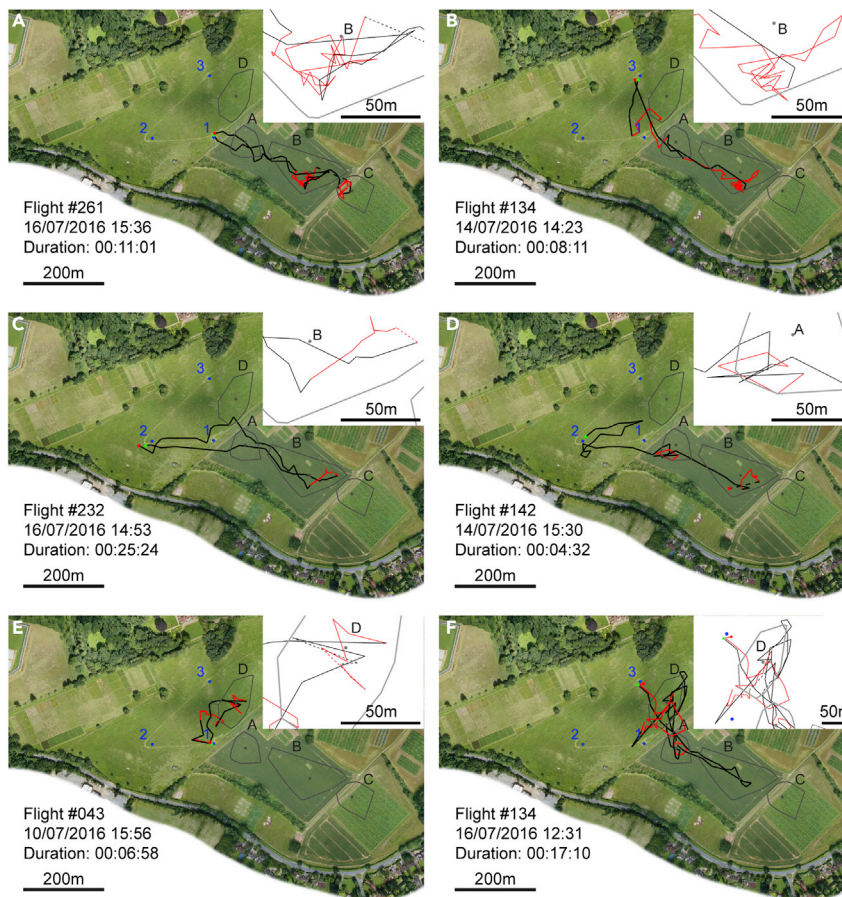 A
B
50m
3
D
2
1
A
B
C
Flight #261
16/07/2016 15:36
Duration: 00:11:01
200m
B
B
50m
3
D
2
1
A
B
C
Flight #134
14/07/2016 14:23
Duration: 00:08:11
200m
C
B
50m
3
D
2
1
A
B
C
Flight #232
16/07/2016 14:53
Duration: 00:25:24
200m
D
A
50m
3
D
2
1
A
B
C
Flight #142
14/07/2016 15:30
Duration: 00:04:32
200m
E
D
50m
3
D
2
1
A
B
C
Flight #043
10/07/2016 15:56
Duration: 00:06:58
200m
F
D
50m
3
D
2
1
A
B
C
Flight #134
16/07/2016 12:31
Duration: 00:17:10
200m